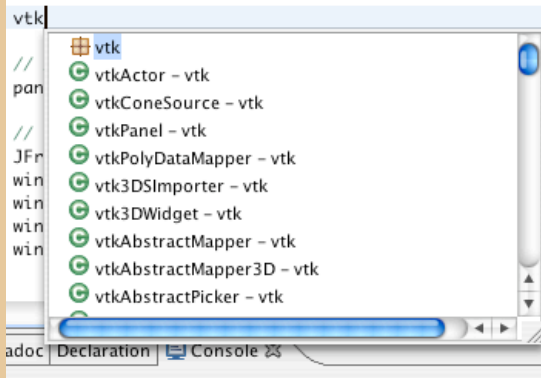 vtk
vtk
//
vtkActor – vtk
pan
vtkConeSource – vtk
vtkPanel – vtk
//
JFr
vtkPolyDataMapper – vtk
win
vtk3DSImporter – vtk
win
vtk3DWidget – vtk
win
vtkAbstractMapper – vtk
win
vtkAbstractMapper3D – vtk
vtkAbstractPicker – vtk
adoc Declaration Console